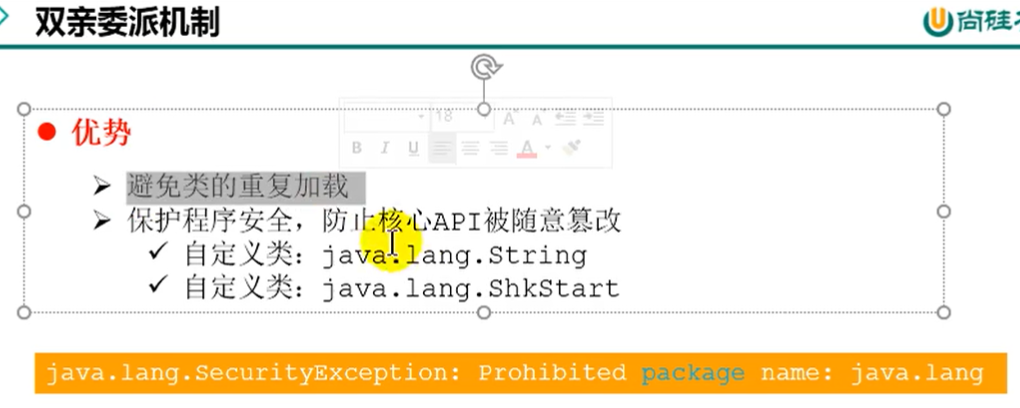 双亲委派机制
尚硅
18
优势
避免类的重复加载
保护程序安全，防止核心API被随意篡改
自定义类：java.lang.String
自定义类：java.lang.ShkStart
java.lang.SecurityException: Prohibited package name: java.lang